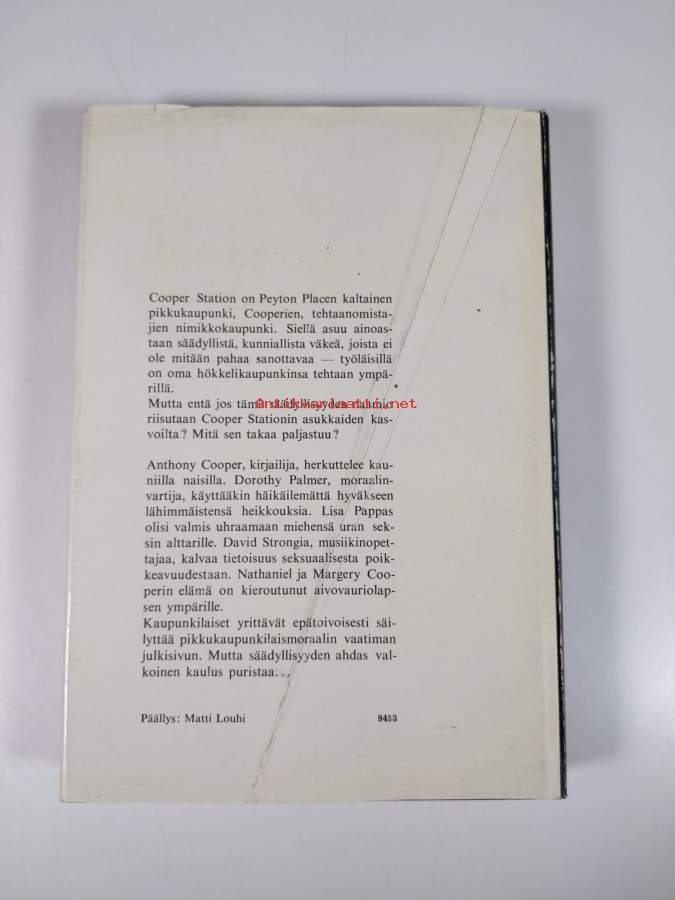 Cooper Station on Peyton Placen kaltainen
pikkukaupunki, Cooperien, tehtaanomista-
jien nimikkokaupunki. Siellä asuu ainoas-
taan säädyllistä, kunniallista väkeä, joista ei
ole mitään pahaa sanottavaa — työläisillä
on oma hökkelikaupunkinsa tehtaan ympä-
rillä.
Mutta entä jos tämä säädyllisyyden naamio
Antikvariaatti.net
riisutaan Cooper Stationin asukkaiden kas-
voilta? Mitä sen takaa paljastuu?
Anthony Cooper, kirjailija, herkuttelee kau-
niilla naisilla. Dorothy Palmer, moraalin-
vartija, käyttääkin häikäilemättä hyväkseen
lähimmäistensä heikkouksia. Lisa Pappas
olisi valmis uhraamaan miehensä uran sek-
sin alttarille. David Strongia, musiikinopet-
tajaa, kalvaa tietoisuus seksuaalisesta poik-
keavuudestaan. Nathaniel ja Margery Coo-
perin elämä on kieroutunut aivovauriolap-
sen ympärille.
Kaupunkilaiset yrittävät epätoivoisesti säi-
lyttää pikkukaupunkilaismoraalin vaatiman
julkisivun. Mutta säädyllisyyden ahdas val-
koinen kaulus puristaa...
Päällys: Matti Louhi 8453